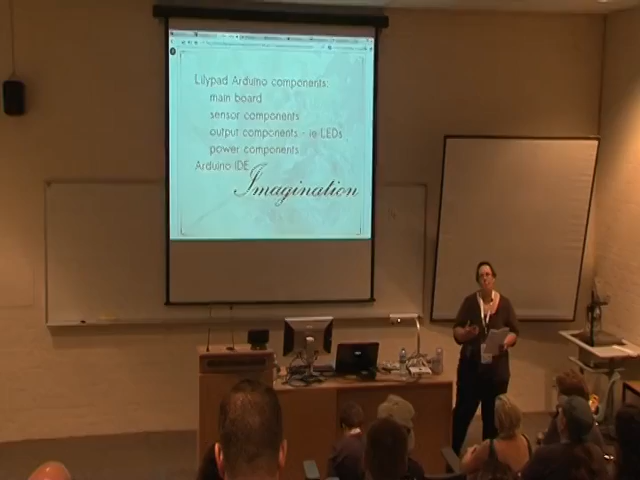 Lilypad Arduino components:
main board
sensor components
output components - ie LEDs
power components
Arduino IDE
Imagination